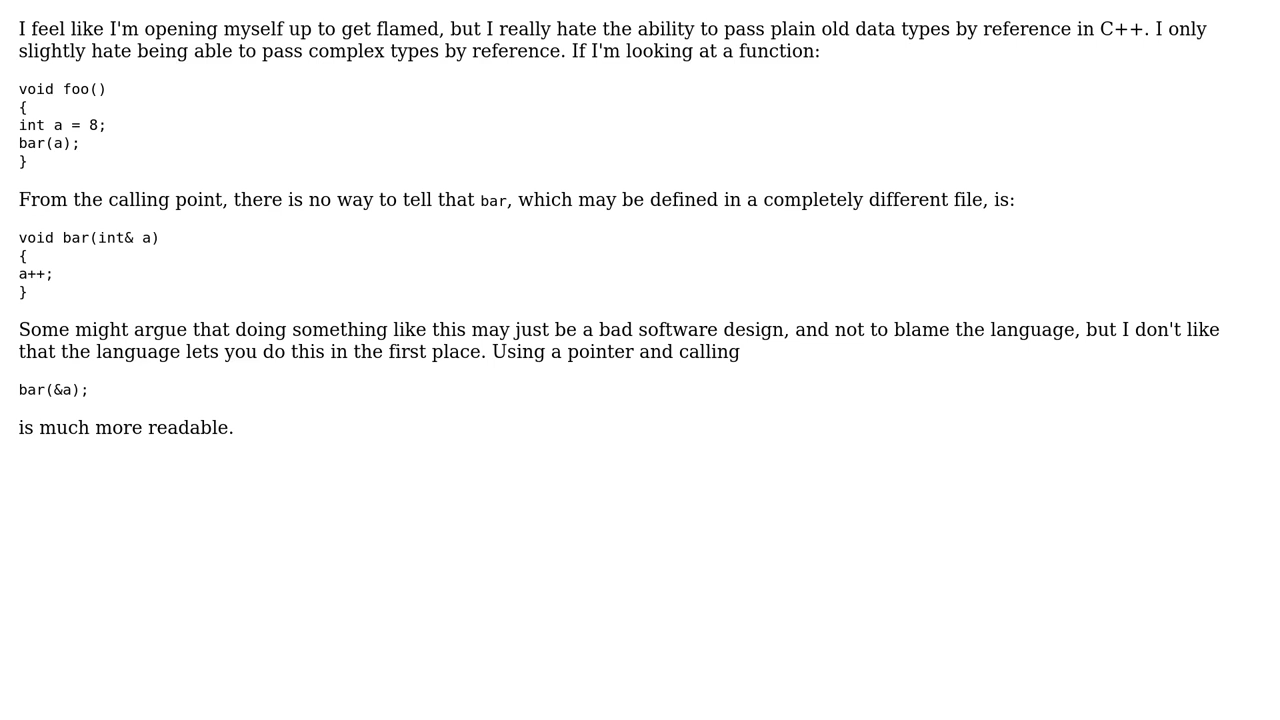 I feel like I'm opening myself up to get flamed, but I really hate the ability to pass plain old data types by reference in C++. I only
slightly hate being able to pass complex types by reference. If I'm looking at a function:
void foo()
{
int a = 8;
bar(a);
}
From the calling point, there is no way to tell that bar, which may be defined in a completely different file, is:
void bar(int& a)
{
a++;
}
Some might argue that doing something like this may just be a bad software design, and not to blame the language, but I don't like
that the language lets you do this in the first place. Using a pointer and calling
bar(&a);
is much more readable.